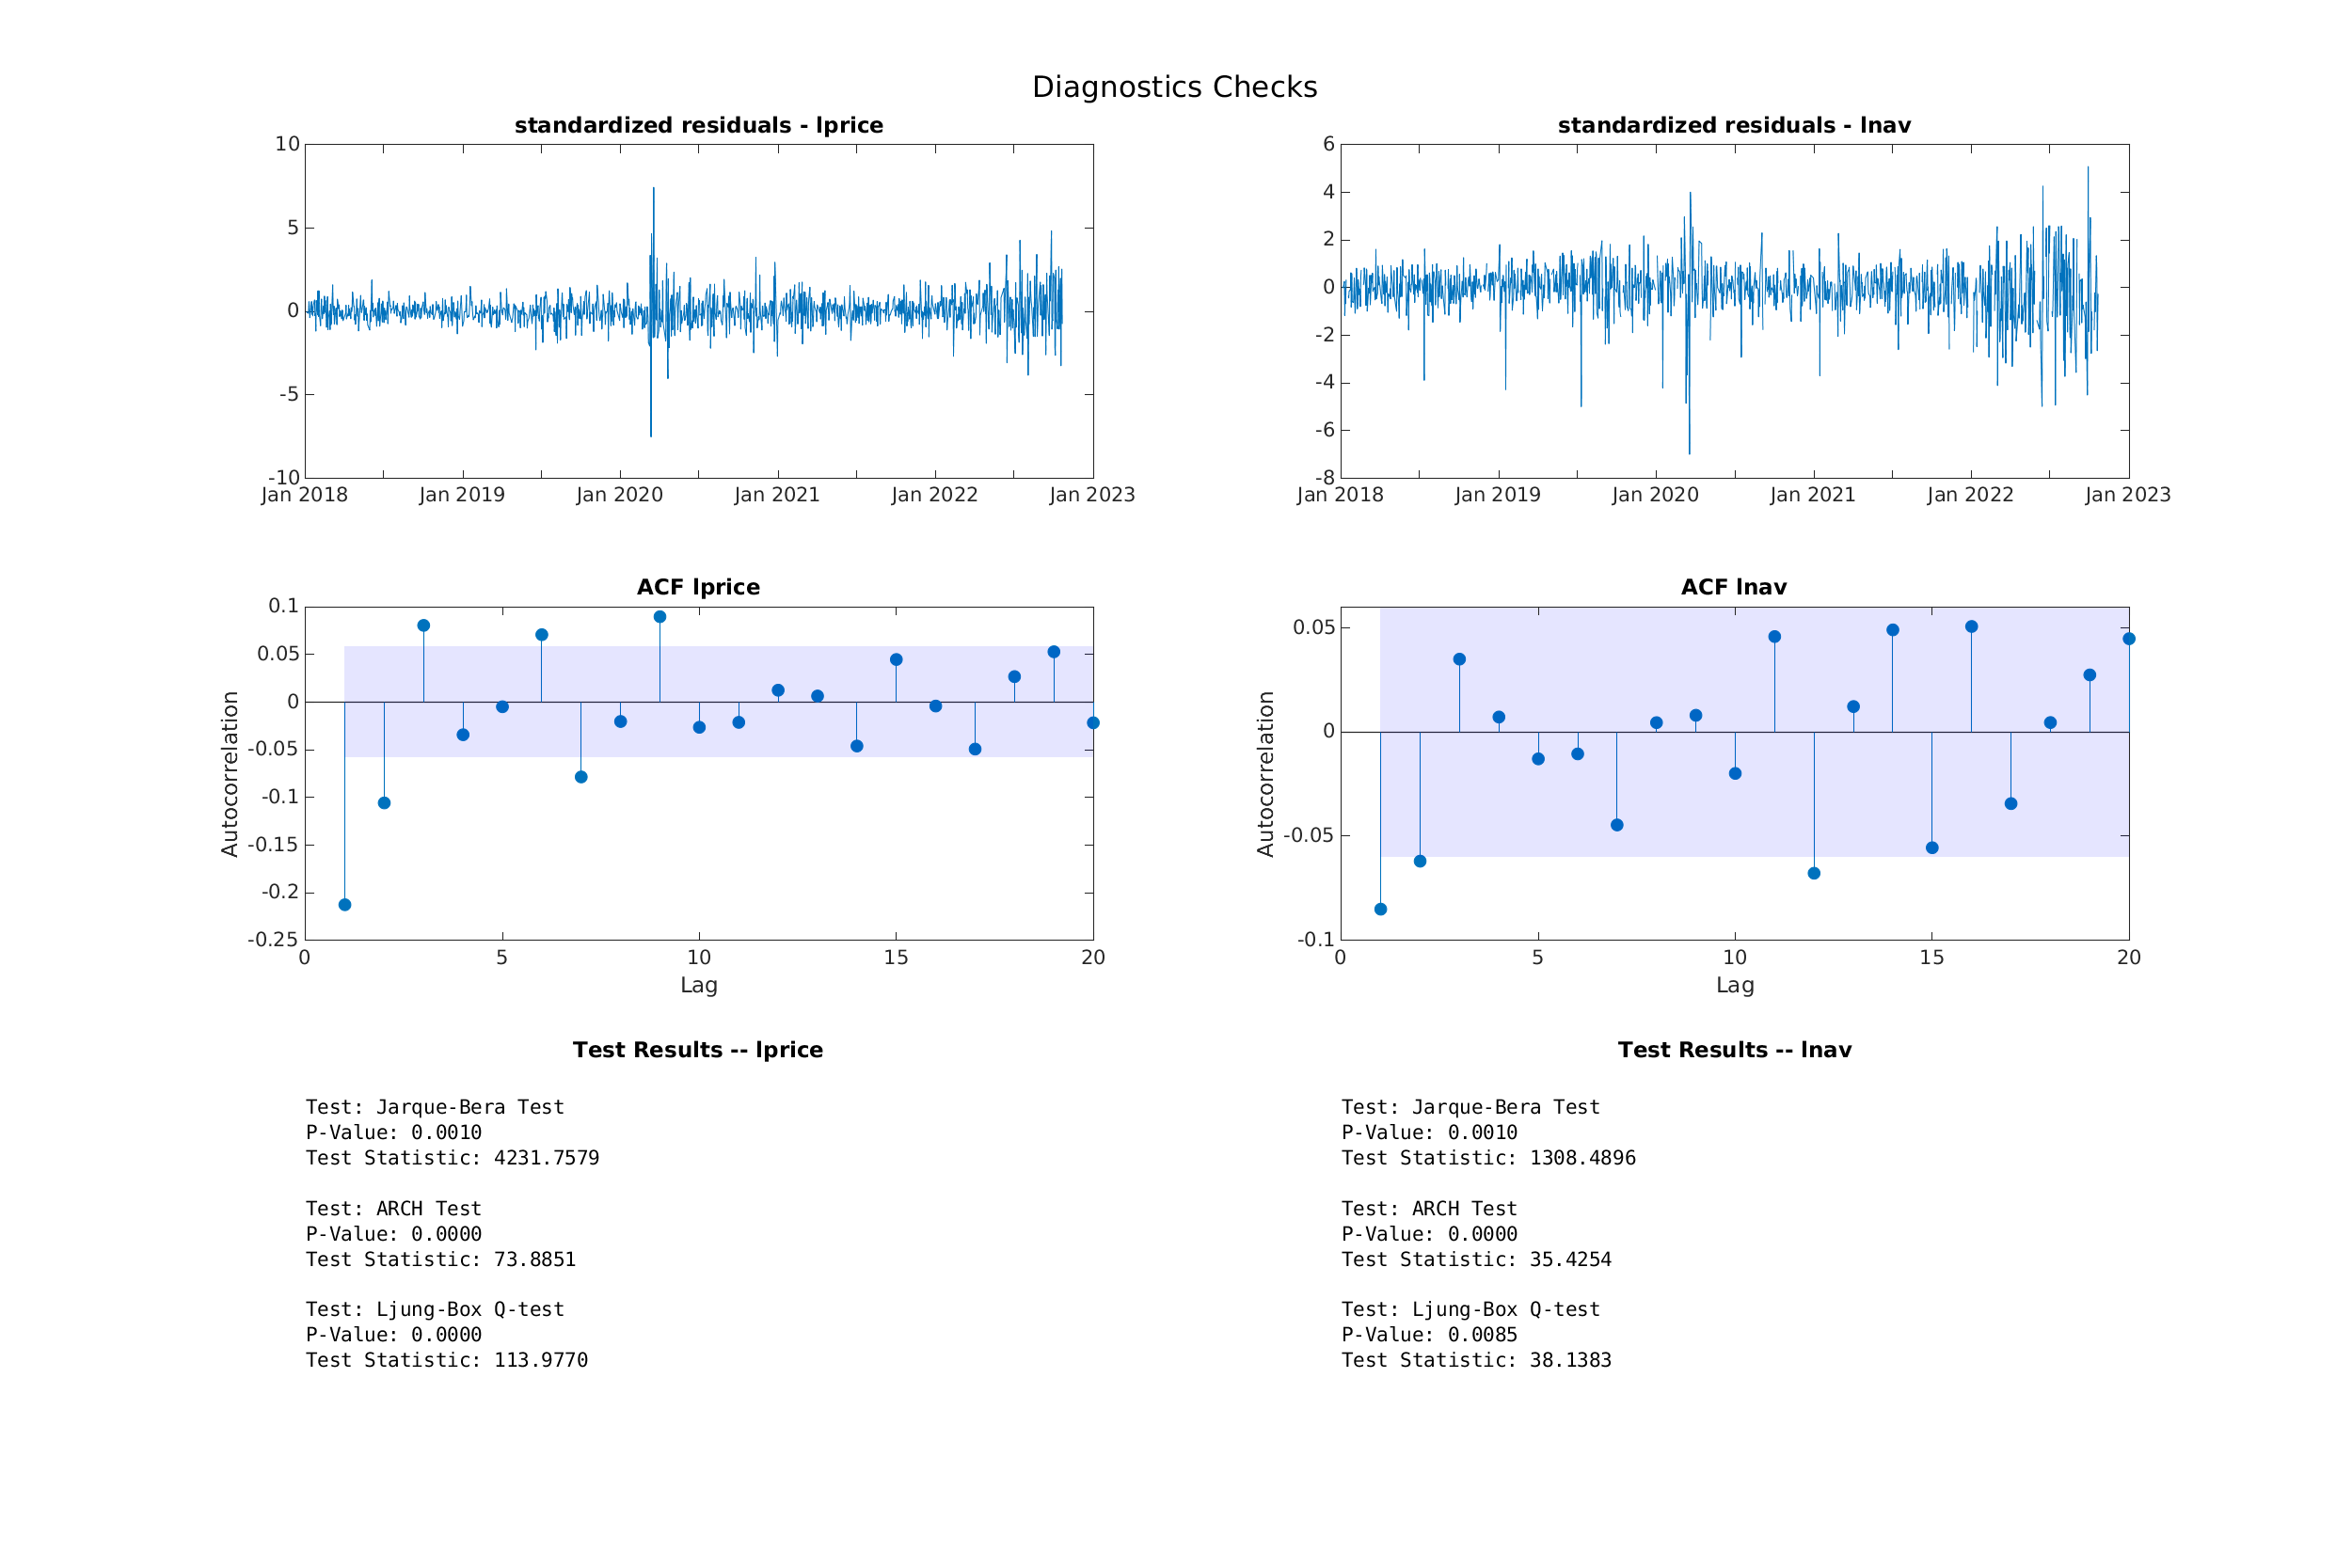 Diagnostics Checks
standardized residuals - lprice
10
5
0
-5
-10
Jan 2018 Jan 2019 Jan 2020 Jan 2021 Jan 2022 Jan 2023
standardized residuals - lnav
6
4
2
0
-2
-4
-6
-8
Jan 2018 Jan 2019 Jan 2020 Jan 2021 Jan 2022 Jan 2023
ACF lprice
0.1
0.05
0
-0.05
-0.1
-0.15
-0.2
-0.25
Autocorrelation
0 5 10 15 20
Lag
ACF lnav
0.05
0
-0.05
-0.1
Autocorrelation
0 5 10 15 20
Lag
Test Results -- lprice
Test: Jarque-Bera Test
P-Value: 0.0010
Test Statistic: 4231.7579
Test: ARCH Test
P-Value: 0.0000
Test Statistic: 73.8851
Test: Ljung-Box Q-test
P-Value: 0.0000
Test Statistic: 113.9770
Test Results -- lnav
Test: Jarque-Bera Test
P-Value: 0.0010
Test Statistic: 1308.4896
Test: ARCH Test
P-Value: 0.0000
Test Statistic: 35.4254
Test: Ljung-Box Q-test
P-Value: 0.0085
Test Statistic: 38.1383